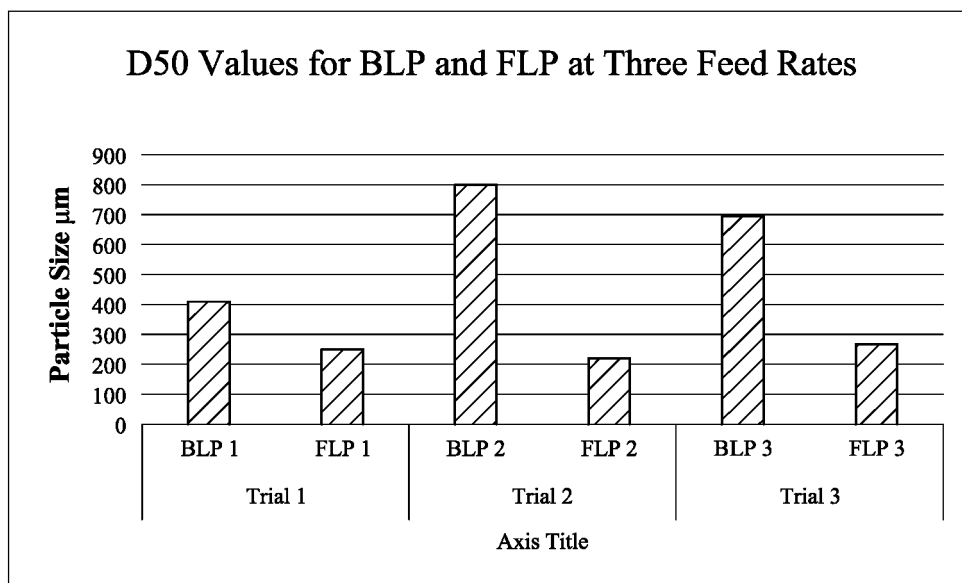 D50 Values for BLP and FLP at Three Feed Rates
Particle Size μm
900
800
700
600
500
400
300
200
100
0
BLP 1 FLP 1 BLP 2 FLP 2 BLP 3 FLP 3
Trial 1 Trial 2 Trial 3
Axis Title